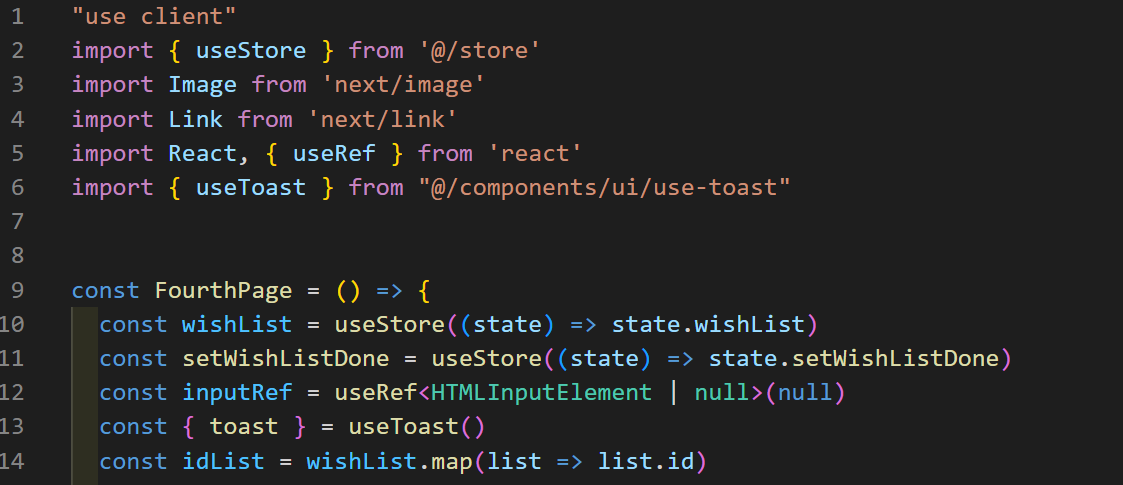 1 "use client"
2 import { useStore } from '@/store'
3 import Image from 'next/image'
4 import Link from 'next/link'
5 import React, { useRef } from 'react'
6 import { useToast } from "@/components/ui/use-toast"
7
8
9 const FourthPage = () => {
10 const wishList = useStore((state) => state.wishList)
11 const setWishListDone = useStore((state) => state.setWishListDone)
12 const inputRef = useRef<HTMLInputElement | null>(null)
13 const { toast } = useToast()
14 const idList = wishList.map(list => list.id)